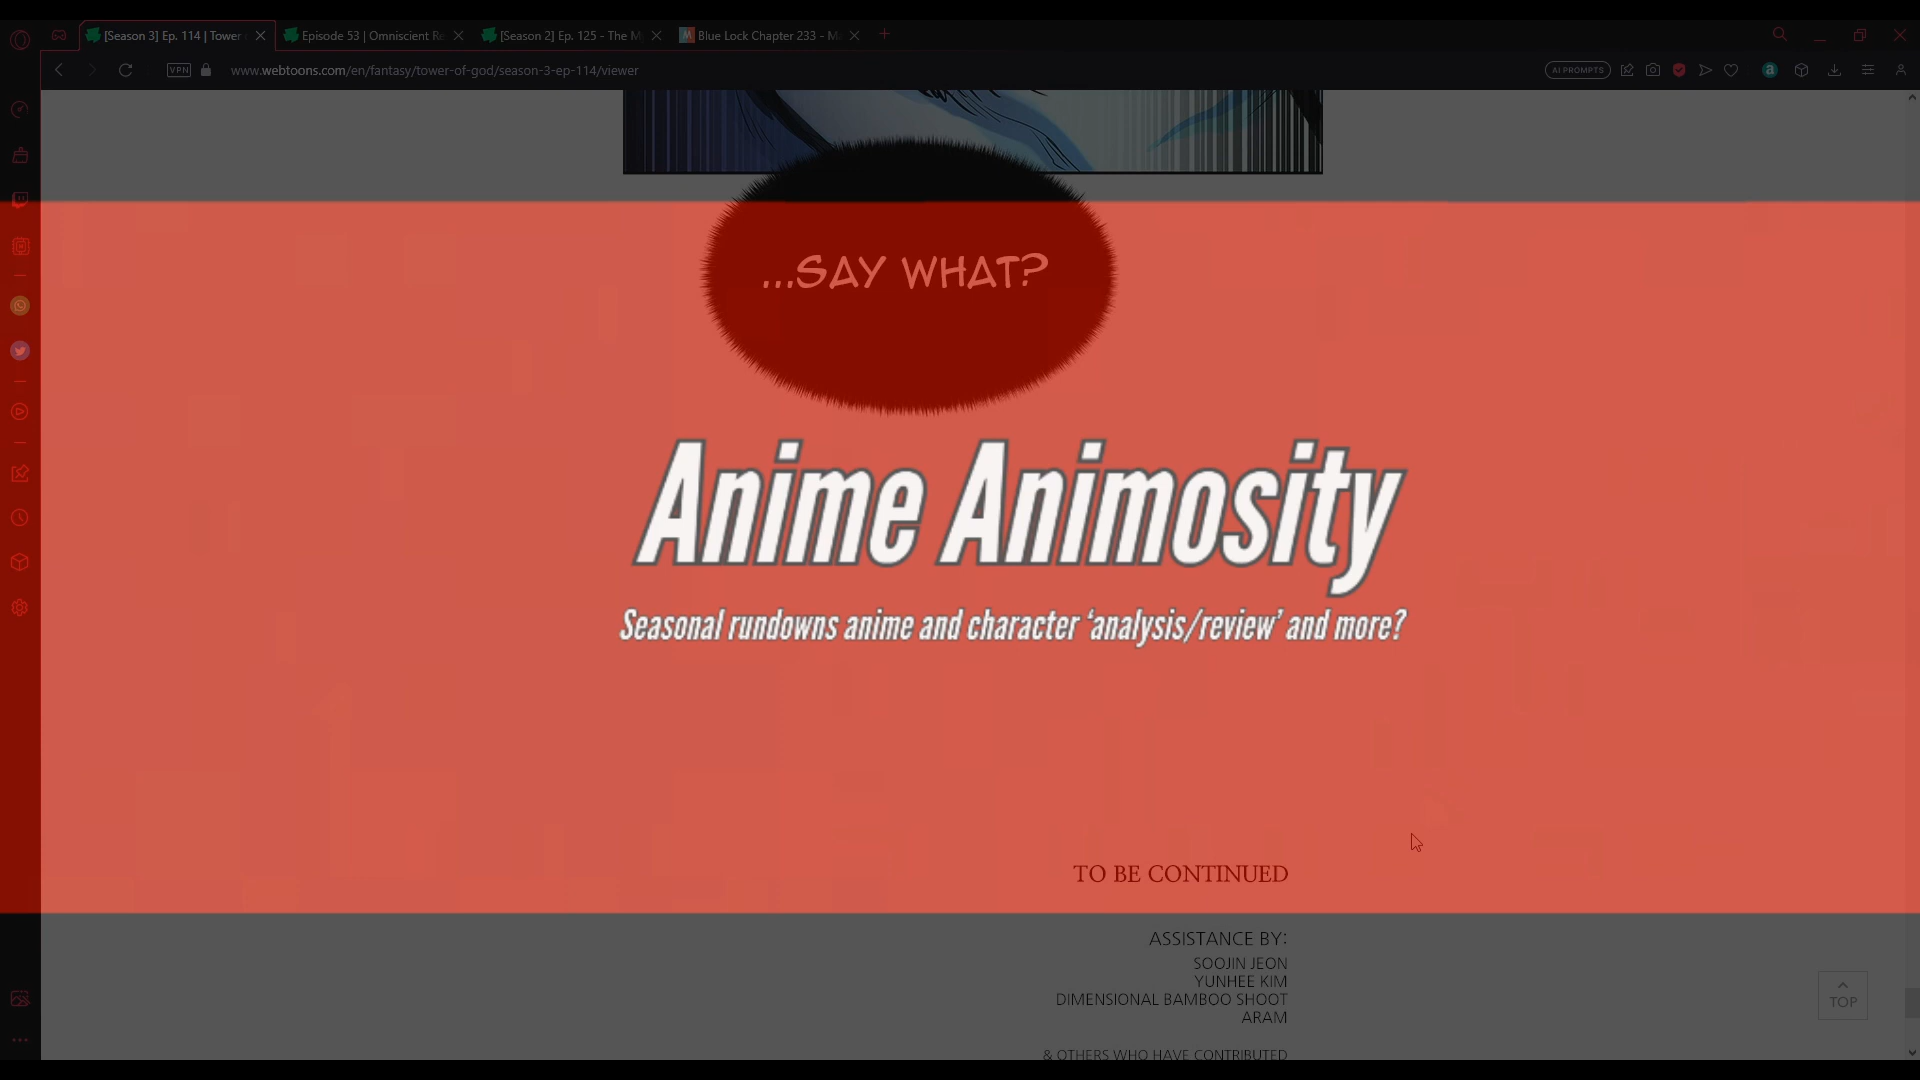 [Season 3] Ep. 114 | Tower
Episode 53 | Omniscient Re
[Season 2] Ep. 125 - The M
Blue Lock Chapter 233 - M
VPN
www.webtoons.com/en/fantasy/tower-of-god/season-3-ep-114/viewer
AI PROMPTS
...SAY WHAT?
Anime Animosity
Seasonal rundowns anime and character ‘analysis/review’ and more?
TO BE CONTINUED
ASSISTANCE BY:
SOOJIN JEON
YUNHEE KIM
DIMENSIONAL BAMBOO SHOOT
ARAM
TOP
& OTHERS WHO HAVE CONTRIBUTED